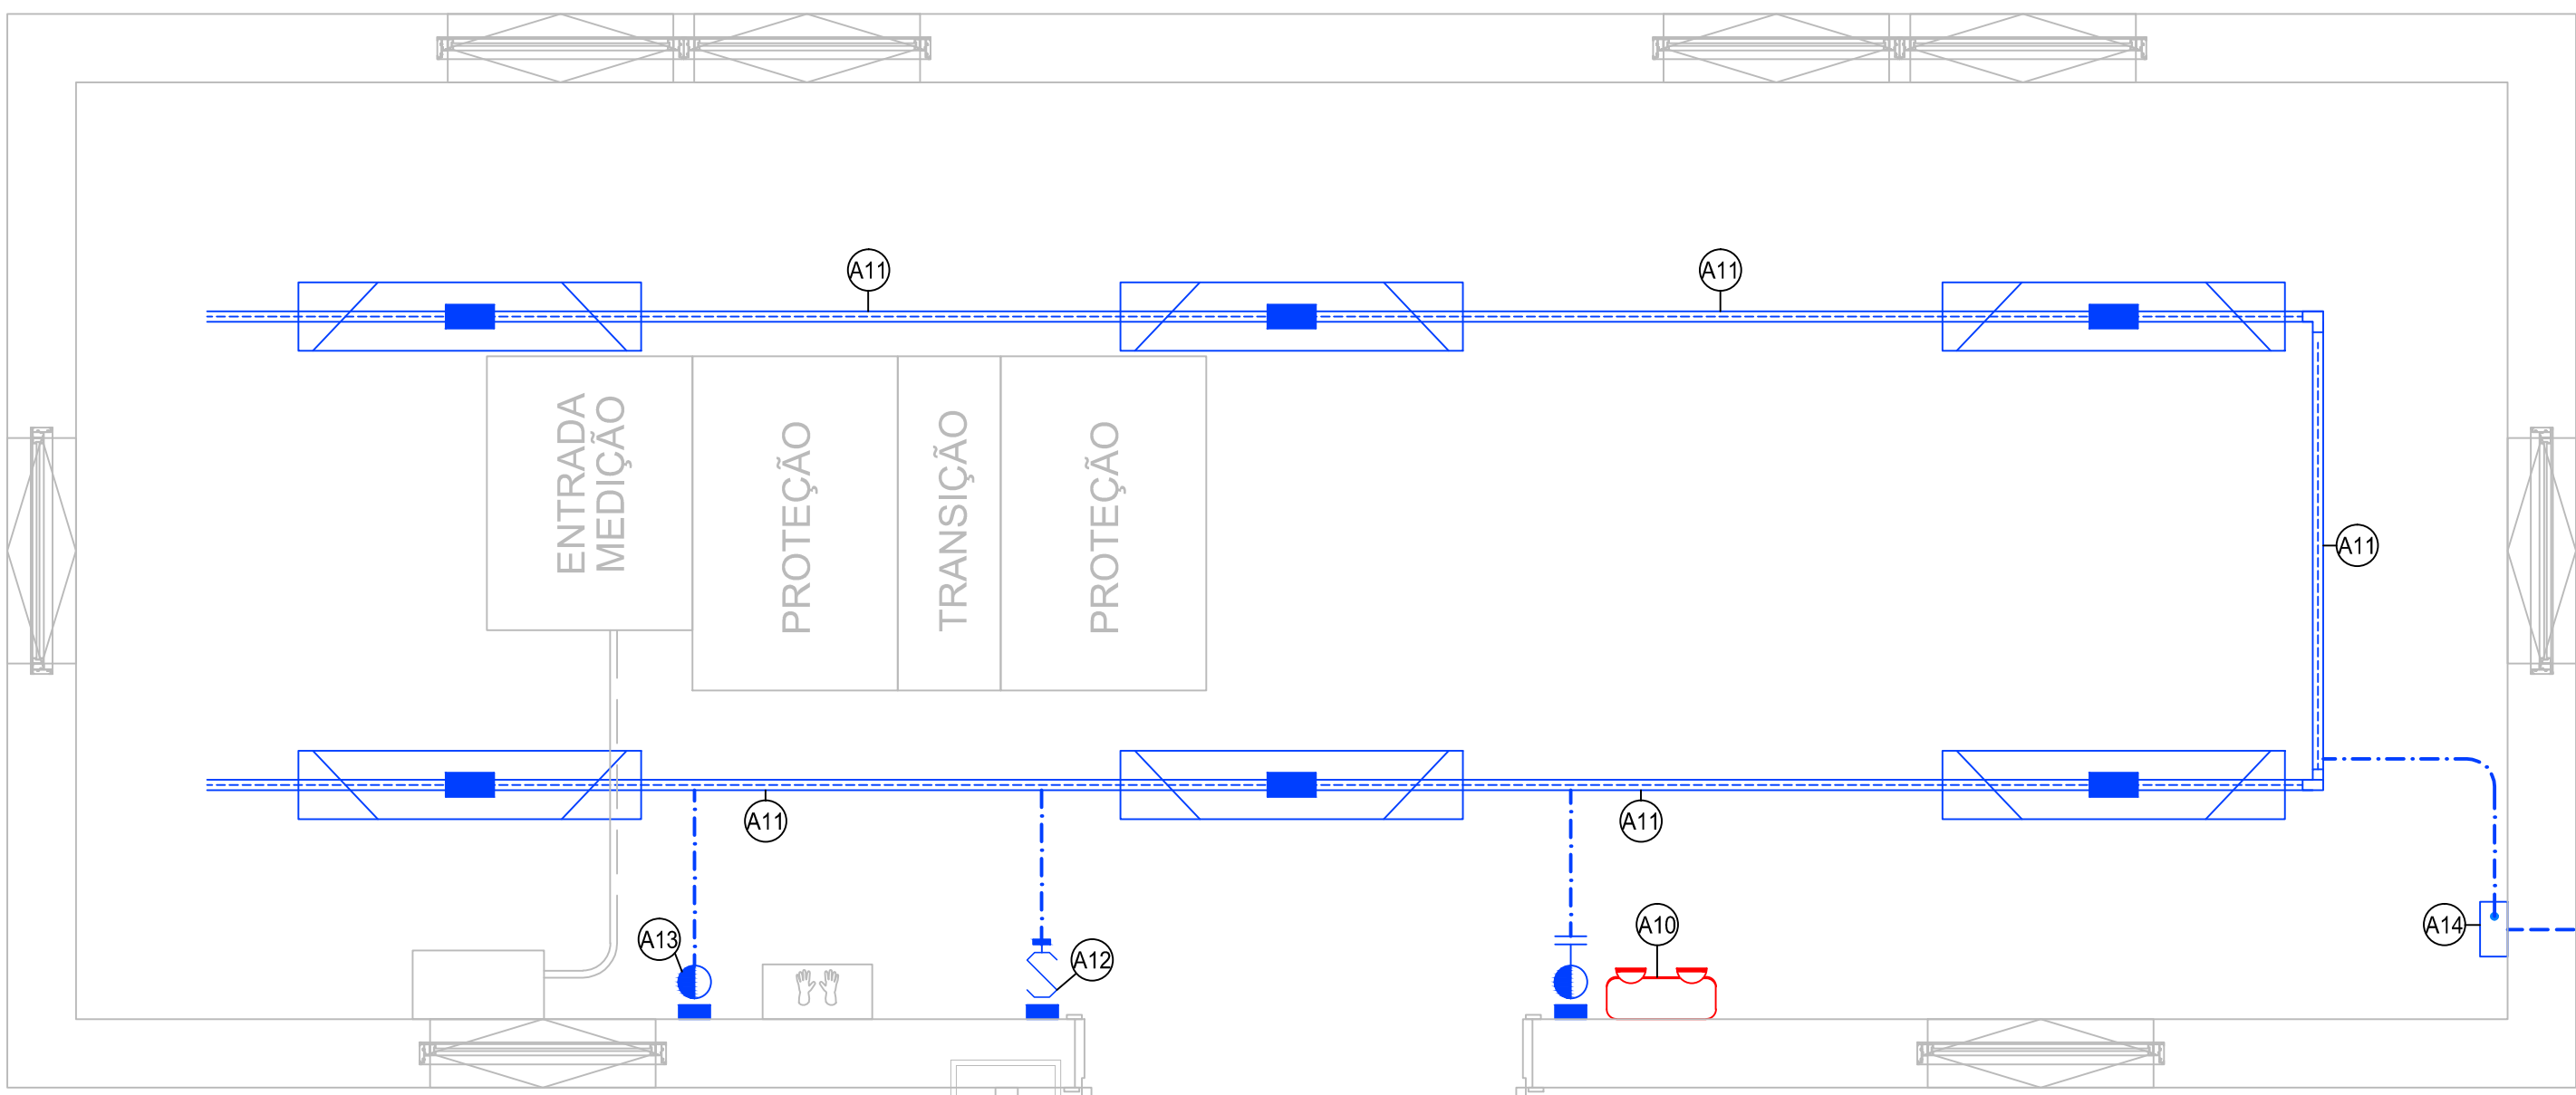 A11
A11
ENTRADA
MEDIÇÃO
PROTEÇÃO
TRANSIÇÃO
PROTEÇÃO
A11
A11
A11
A13
A12
A10
A14